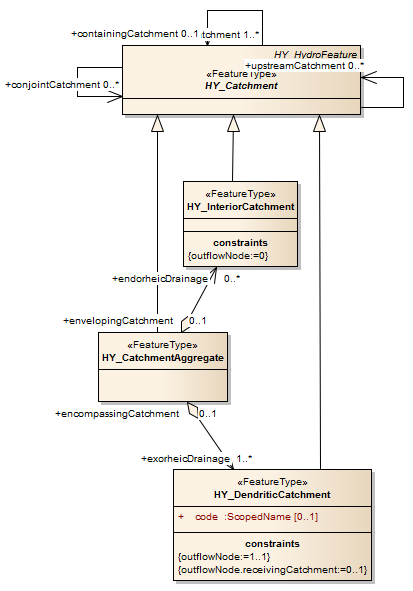 +containingCatchment 0..1 tchment 1..*
HY_HydroFeature
+upstreamCatchment 0..*
«FeatureType»
HY_Catchment
+conjointCatchment 0..*
«FeatureType»
HY_InteriorCatchment
constraints
{outflowNode:=0}
+endorheicDrainage 0..*
+envelopingCatchment 0..1
«FeatureType»
HY_CatchmentAggregate
+encompassingCatchment 0..1
+exorheicDrainage 1..*
«FeatureType»
HY_DendriticCatchment
+ code :ScopedName [0..1]
constraints
{outflowNode:=1..1}
{outflowNode.receivingCatchment:=0..1}